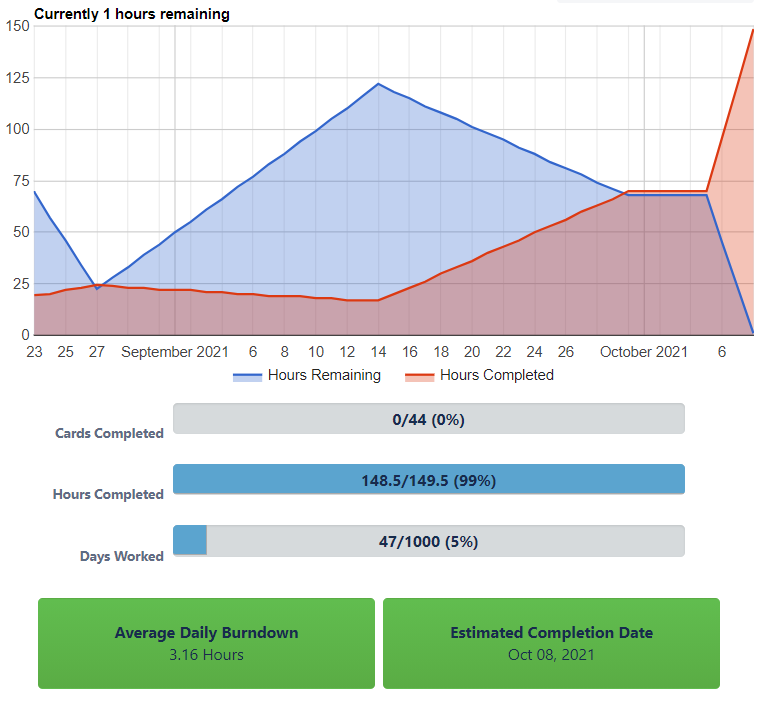 Currently 1 hours remaining
150
125
100
75
50
25
0
23 25 27 September 2021 6 8 10 12 14 16 18 20 22 24 26 October 2021 6
Hours Remaining Hours Completed
Cards Completed 0/44 (0%)
Hours Completed 148.5/149.5 (99%)
Days Worked 47/1000 (5%)
Average Daily Burndown
3.16 Hours
Estimated Completion Date
Oct 08, 2021